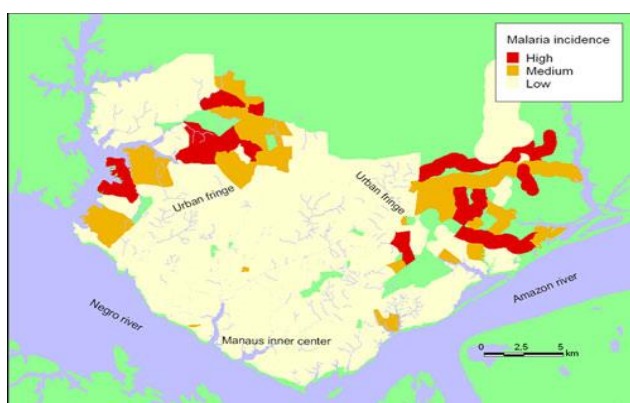 Malaria incidence
High
Medium
Low
Urban fringe
Urban fringe
Negro river
Manaus inner center
Amazon river
0 2,5 5
km